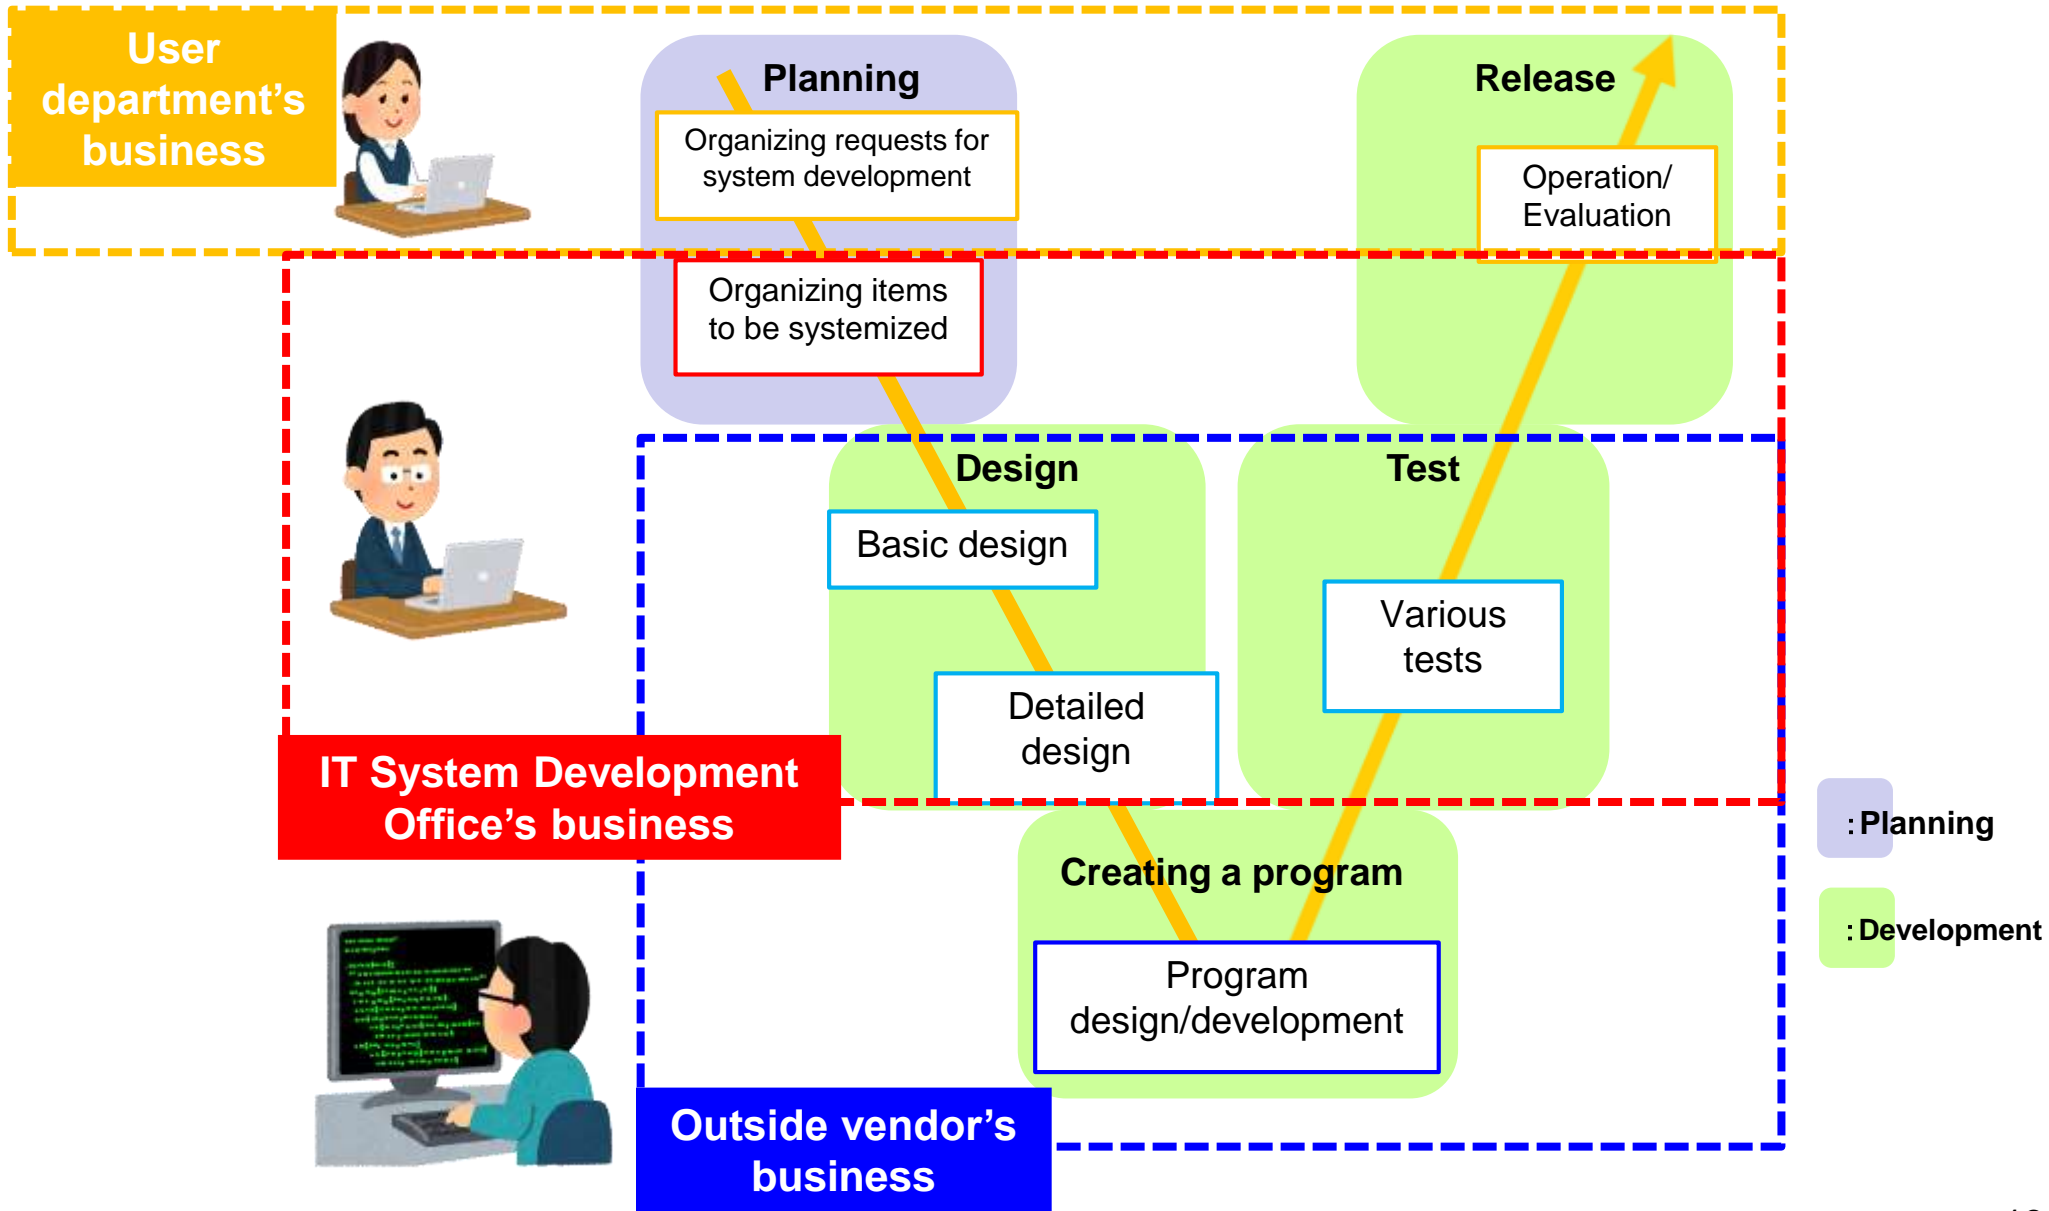 User
department’s
business
Planning
Organizing requests for
system development
Release
Operation/
Evaluation
Organizing items
to be systemized
Design
Basic design
Detailed
design
Test
Various
tests
IT System Development
Office’s business
Creating a program
Program
design/development
Outside vendor’s
business
：Planning
：Development